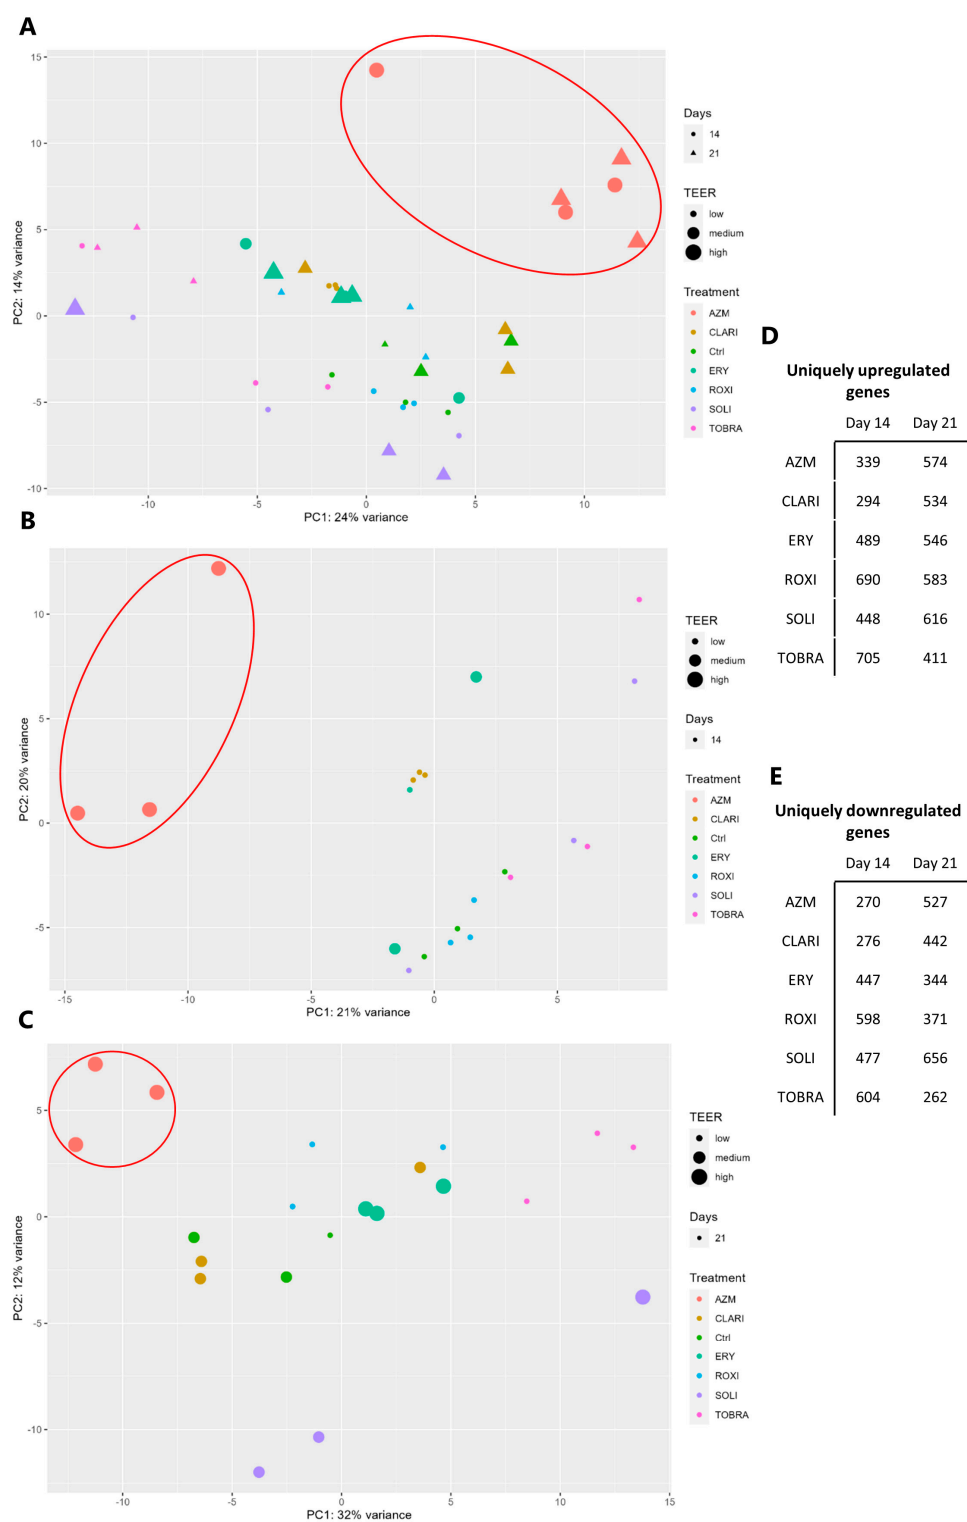 A
15
10
5
0
-5
-10
-10
-5
0
5
10
PC2: 14% variance
PC1: 24% variance
Days
14
21
TEER
low
medium
high
Treatment
AZM
CLARI
Ctrl
ERY
ROXI
SOLI
TOBRA
B
10
5
0
-5
-15
-10
-5
0
5
PC2: 20% variance
PC1: 21% variance
TEER
low
medium
high
Days
14
Treatment
AZM
CLARI
Ctrl
ERY
ROXI
SOLI
TOBRA
C
5
0
-5
-10
-10
-5
0
5
10
15
PC2: 12% variance
PC1: 32% variance
TEER
low
medium
high
Days
21
Treatment
AZM
CLARI
Ctrl
ERY
ROXI
SOLI
TOBRA
D
Uniquely upregulated
genes
Day 14 Day 21
AZM 339 574
CLARI 294 534
ERY 489 546
ROXI 690 583
SOLI 448 616
TOBRA 705 411
E
Uniquely downregulated
genes
Day 14 Day 21
AZM 270 527
CLARI 276 442
ERY 447 344
ROXI 598 371
SOLI 477 656
TOBRA 604 262